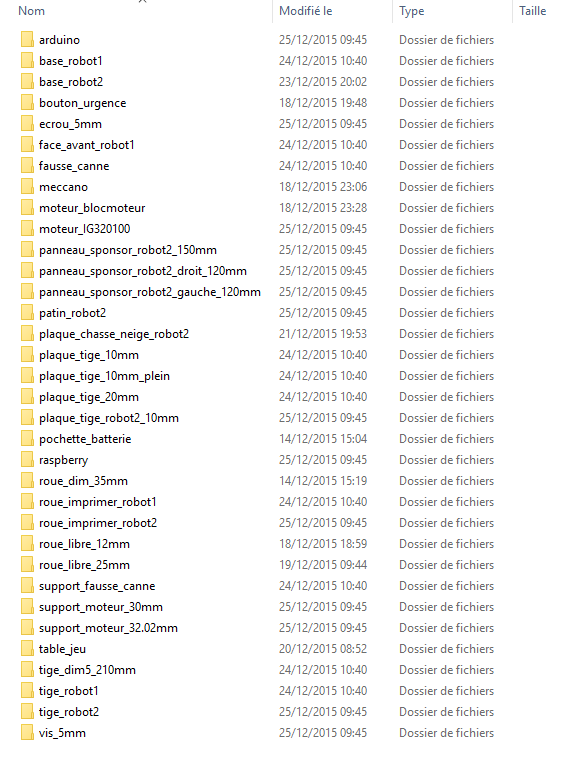 Nom Modifié le Type Taille
arduino 25/12/2015 09:45 Dossier de fichiers
base_robot1 24/12/2015 10:40 Dossier de fichiers
base_robot2 23/12/2015 20:02 Dossier de fichiers
bouton_urgence 18/12/2015 19:48 Dossier de fichiers
ecrou_5mm 25/12/2015 09:45 Dossier de fichiers
face_avant_robot1 24/12/2015 10:40 Dossier de fichiers
fausse_canne 24/12/2015 10:40 Dossier de fichiers
meccano 18/12/2015 23:06 Dossier de fichiers
moteur_blocmoteur 18/12/2015 23:28 Dossier de fichiers
moteur_IG320100 25/12/2015 09:45 Dossier de fichiers
panneau_sponsor_robot2_150mm 25/12/2015 09:45 Dossier de fichiers
panneau_sponsor_robot2_droit_120mm 25/12/2015 09:45 Dossier de fichiers
panneau_sponsor_robot2_gauche_120mm 25/12/2015 09:45 Dossier de fichiers
patin_robot2 25/12/2015 09:45 Dossier de fichiers
plaque_chasse_neige_robot2 21/12/2015 19:53 Dossier de fichiers
plaque_tige_10mm 24/12/2015 10:40 Dossier de fichiers
plaque_tige_10mm_plein 24/12/2015 10:40 Dossier de fichiers
plaque_tige_20mm 24/12/2015 10:40 Dossier de fichiers
plaque_tige_robot2_10mm 25/12/2015 09:45 Dossier de fichiers
pochette_batterie 14/12/2015 15:04 Dossier de fichiers
raspberry 25/12/2015 09:45 Dossier de fichiers
roue_dim_35mm 14/12/2015 15:19 Dossier de fichiers
roue_imprimer_robot1 24/12/2015 10:40 Dossier de fichiers
roue_imprimer_robot2 25/12/2015 09:45 Dossier de fichiers
roue_libre_12mm 18/12/2015 18:59 Dossier de fichiers
roue_libre_25mm 19/12/2015 09:44 Dossier de fichiers
support_fausse_canne 24/12/2015 10:40 Dossier de fichiers
support_moteur_30mm 25/12/2015 09:45 Dossier de fichiers
support_moteur_32.02mm 25/12/2015 09:45 Dossier de fichiers
table_jeu 20/12/2015 08:52 Dossier de fichiers
tige_dim5_210mm 24/12/2015 10:40 Dossier de fichiers
tige_robot1 24/12/2015 10:40 Dossier de fichiers
tige_robot2 25/12/2015 09:45 Dossier de fichiers
vis_5mm 25/12/2015 09:45 Dossier de fichiers